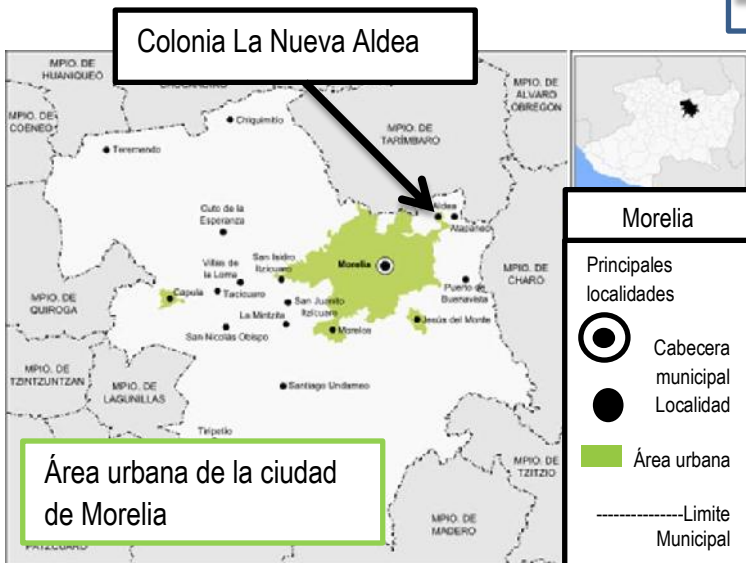 Colonia La Nueva Aldea
MPIO. DE
HUANIQUEO
MPIO. DE
COENEO
Teremendo
Chiquimitio
MPIO. DE
TARÍMBARO
MPIO. DE
ALVARO
OBREGON
Aldea
Atapaneo
Cuto de la
Esperanza
Villas de
la Loma
San Isidro
Itzícuaro
Morelia
MPIO. DE
CHARO
Puerto de
Buenavista
Capula
Tacícuaro
San Juanito
Itzícuaro
La Mintzita
San Nicolás Obispo
Morelos
Jesús del Monte
MPIO. DE
QUIROGA
MPIO. DE
TZINTZUNTZAN
MPIO. DE
LAGUNILLAS
Santiago Undameo
Tiripetío
MPIO. DE
TZITZIO
MPIO. DE
MADERO
Área urbana de la ciudad
de Morelia
Morelia
Principales
localidades
Cabecera
municipal
Localidad
Área urbana
---------------Limite
Municipal